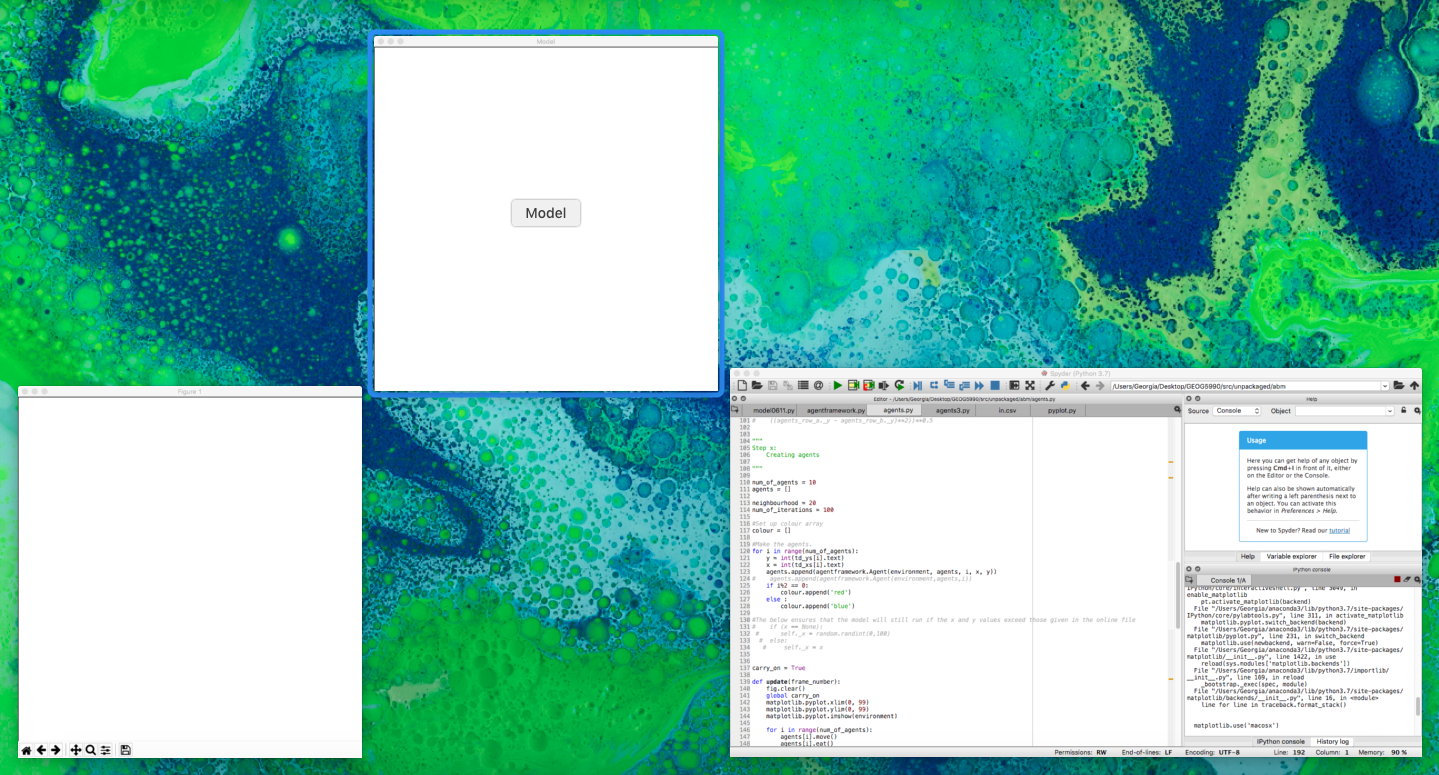 Model
Model
Figure 1
Spyder (Python 3.7)
/Users/Georgia/Desktop/GEOG5990/src/unpackaged/abm
Editor - /Users/Georgia/Desktop/GEOG5990/src/unpackaged/abm/agents.py
model0611.py agentframework.py agents.py agents3.py in.csv pyplot.py
101 # ((agents_row_a._y - agents_row_b._y)**2))**0.5
102
103
104 """
105 Step x:
106 Creating agents
107
108 """
109
110 num_of_agents = 10
111 agents = []
112
113 neighbourhood = 20
114 num_of_iterations = 100
115
116 #Set up colour array
117 colour = []
118
119 #Make the agents.
120 for i in range(num_of_agents):
121 y = int(td_ys[i].text)
122 x = int(td_xs[i].text)
123 agents.append(agentframework.Agent(environment, agents, i, x, y))
124 # agents.append(agentframework.Agent(environment,agents,i))
125 if i%2 == 0:
126 colour.append('red')
127 else :
128 colour.append('blue')
129
130 #The below ensures that the model will still run if the x and y values exceed those given in the online file
131 # if (x == None):
132 # self._x = random.randint(0,100)
133 # else:
134 # self._x = x
135
136
137 carry_on = True
138
139 def update(frame_number):
140 fig.clear()
141 global carry_on
142 matplotlib.pyplot.xlim(0, 99)
143 matplotlib.pyplot.ylim(0, 99)
144 matplotlib.pyplot.imshow(environment)
145
146 for i in range(num_of_agents):
147 agents[i].move()
148 agents[i].eat()
Help
Source Console Object
Usage
Here you can get help of any object by
pressing Cmd+I in front of it, either
on the Editor or the Console.
Help can also be shown automatically
after writing a left parenthesis next to
an object. You can activate this
behavior in Preferences > Help.
New to Spyder? Read our tutorial
Help Variable explorer File explorer
IPython console
Console 1/A
IPython/core/interactiveshell.py", line 3049, in
enable_matplotlib
pt.activate_matplotlib(backend)
File "/Users/Georgia/anaconda3/lib/python3.7/site-packages/
IPython/core/pylabtools.py", line 311, in activate_matplotlib
matplotlib.pyplot.switch_backend(backend)
File "/Users/Georgia/anaconda3/lib/python3.7/site-packages/
matplotlib/pyplot.py", line 231, in switch_backend
matplotlib.use(newbackend, warn=False, force=True)
File "/Users/Georgia/anaconda3/lib/python3.7/site-packages/
matplotlib/__init__.py", line 1422, in use
reload(sys.modules['matplotlib.backends'])
File "/Users/Georgia/anaconda3/lib/python3.7/importlib/
__init__.py", line 169, in reload
_bootstrap._exec(spec, module)
File "/Users/Georgia/anaconda3/lib/python3.7/site-packages/
matplotlib/backends/__init__.py", line 16, in <module>
line for line in traceback.format_stack()
matplotlib.use('macosx')
IPython console History log
Permissions: RW End-of-lines: LF Encoding: UTF-8 Line: 192 Column: 1 Memory: 90 %